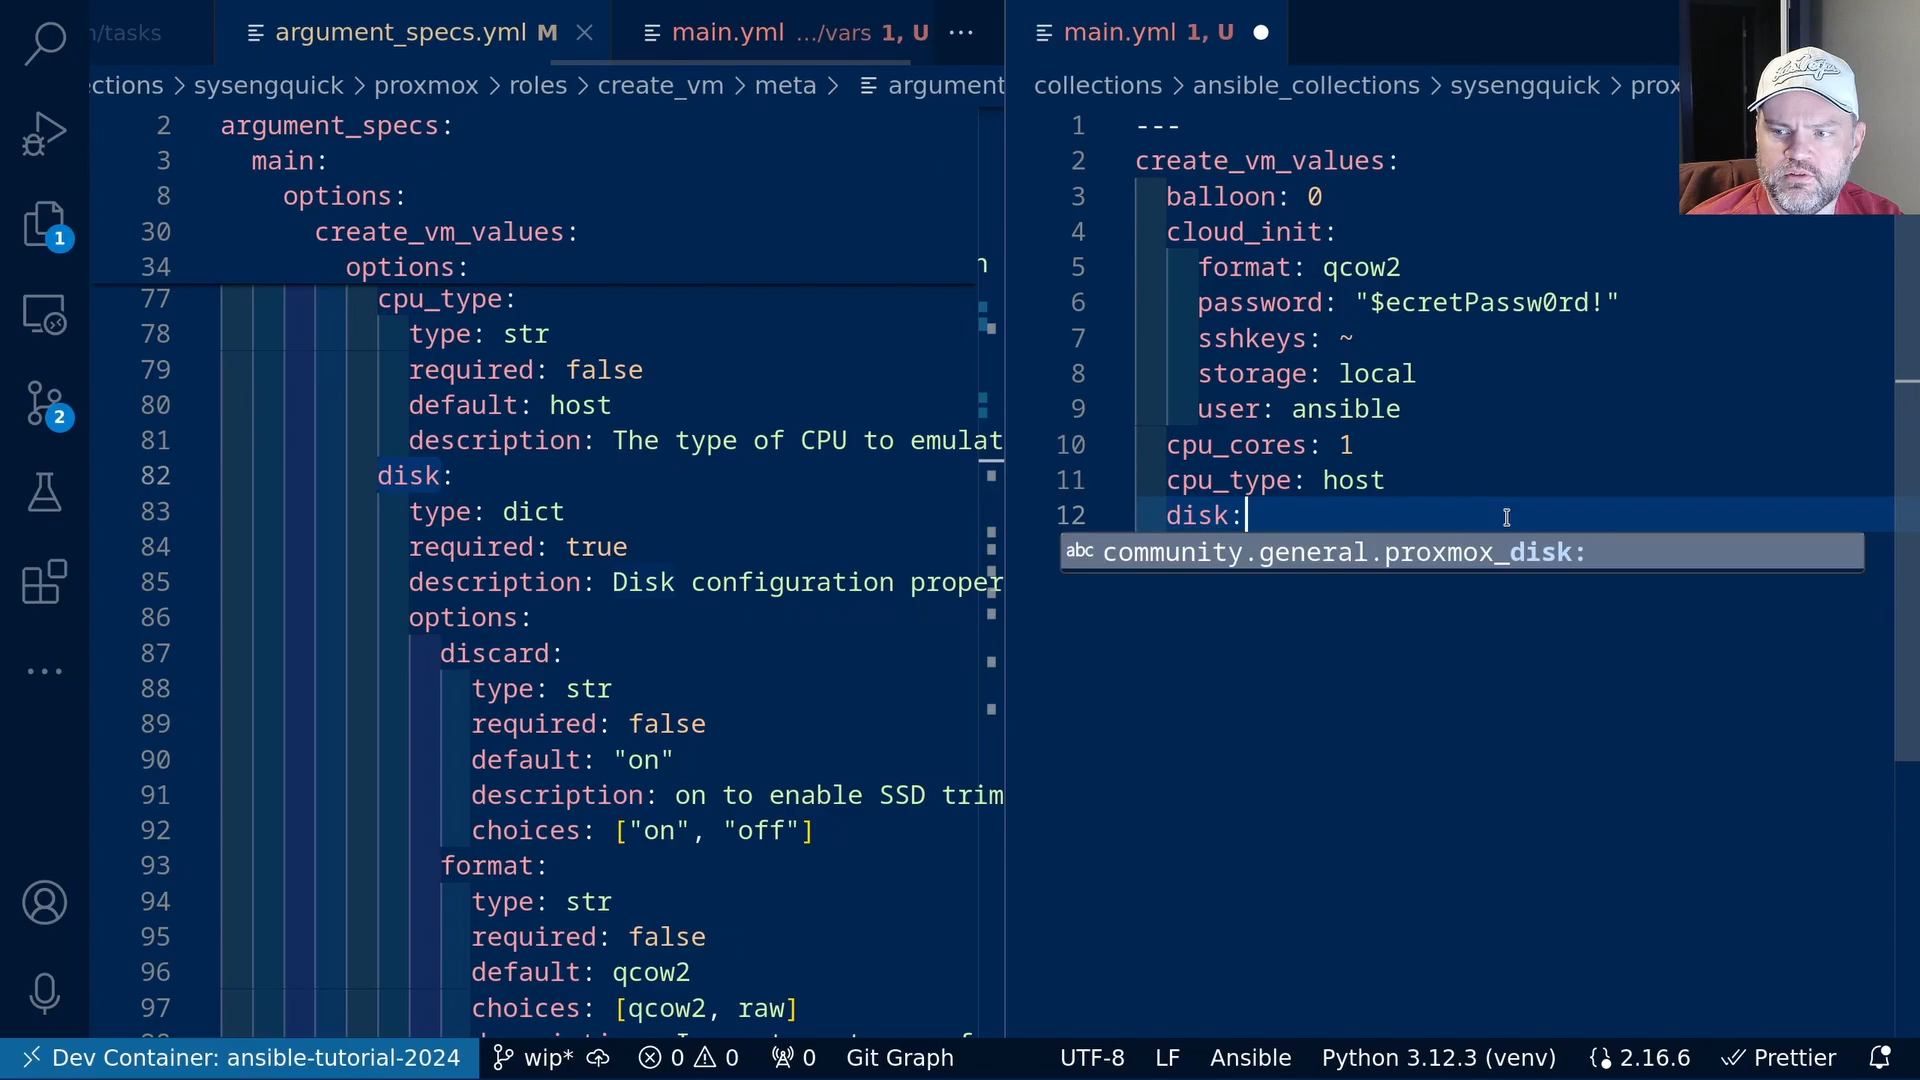 n/tasks
argument_specs.yml M
main.yml .../vars 1, U
main.yml 1, U
ections > sysengquick > proxmox > roles > create_vm > meta > argument
collections > ansible_collections > sysengquick > prox
2 argument_specs:
3 main:
8 options:
30 create_vm_values:
34 options:
n
77 cpu_type:
78 type: str
79 required: false
80 default: host
81 description: The type of CPU to emulat
82 disk:
83 type: dict
84 required: true
85 description: Disk configuration proper
86 options:
87 discard:
88 type: str
89 required: false
90 default: "on"
91 description: on to enable SSD trim
92 choices: ["on", "off"]
93 format:
94 type: str
95 required: false
96 default: qcow2
97 choices: [qcow2, raw]
1 ---
2 create_vm_values:
3 balloon: 0
4 cloud_init:
5 format: qcow2
6 password: "$ecretPassw0rd!"
7 sshkeys: ~
8 storage: local
9 user: ansible
10 cpu_cores: 1
11 cpu_type: host
12 disk:
abc community.general.proxmox_disk:
1
2
Dev Container: ansible-tutorial-2024 wip* 0 0 0 Git Graph UTF-8 LF Ansible Python 3.12.3 (venv) 2.16.6 Prettier